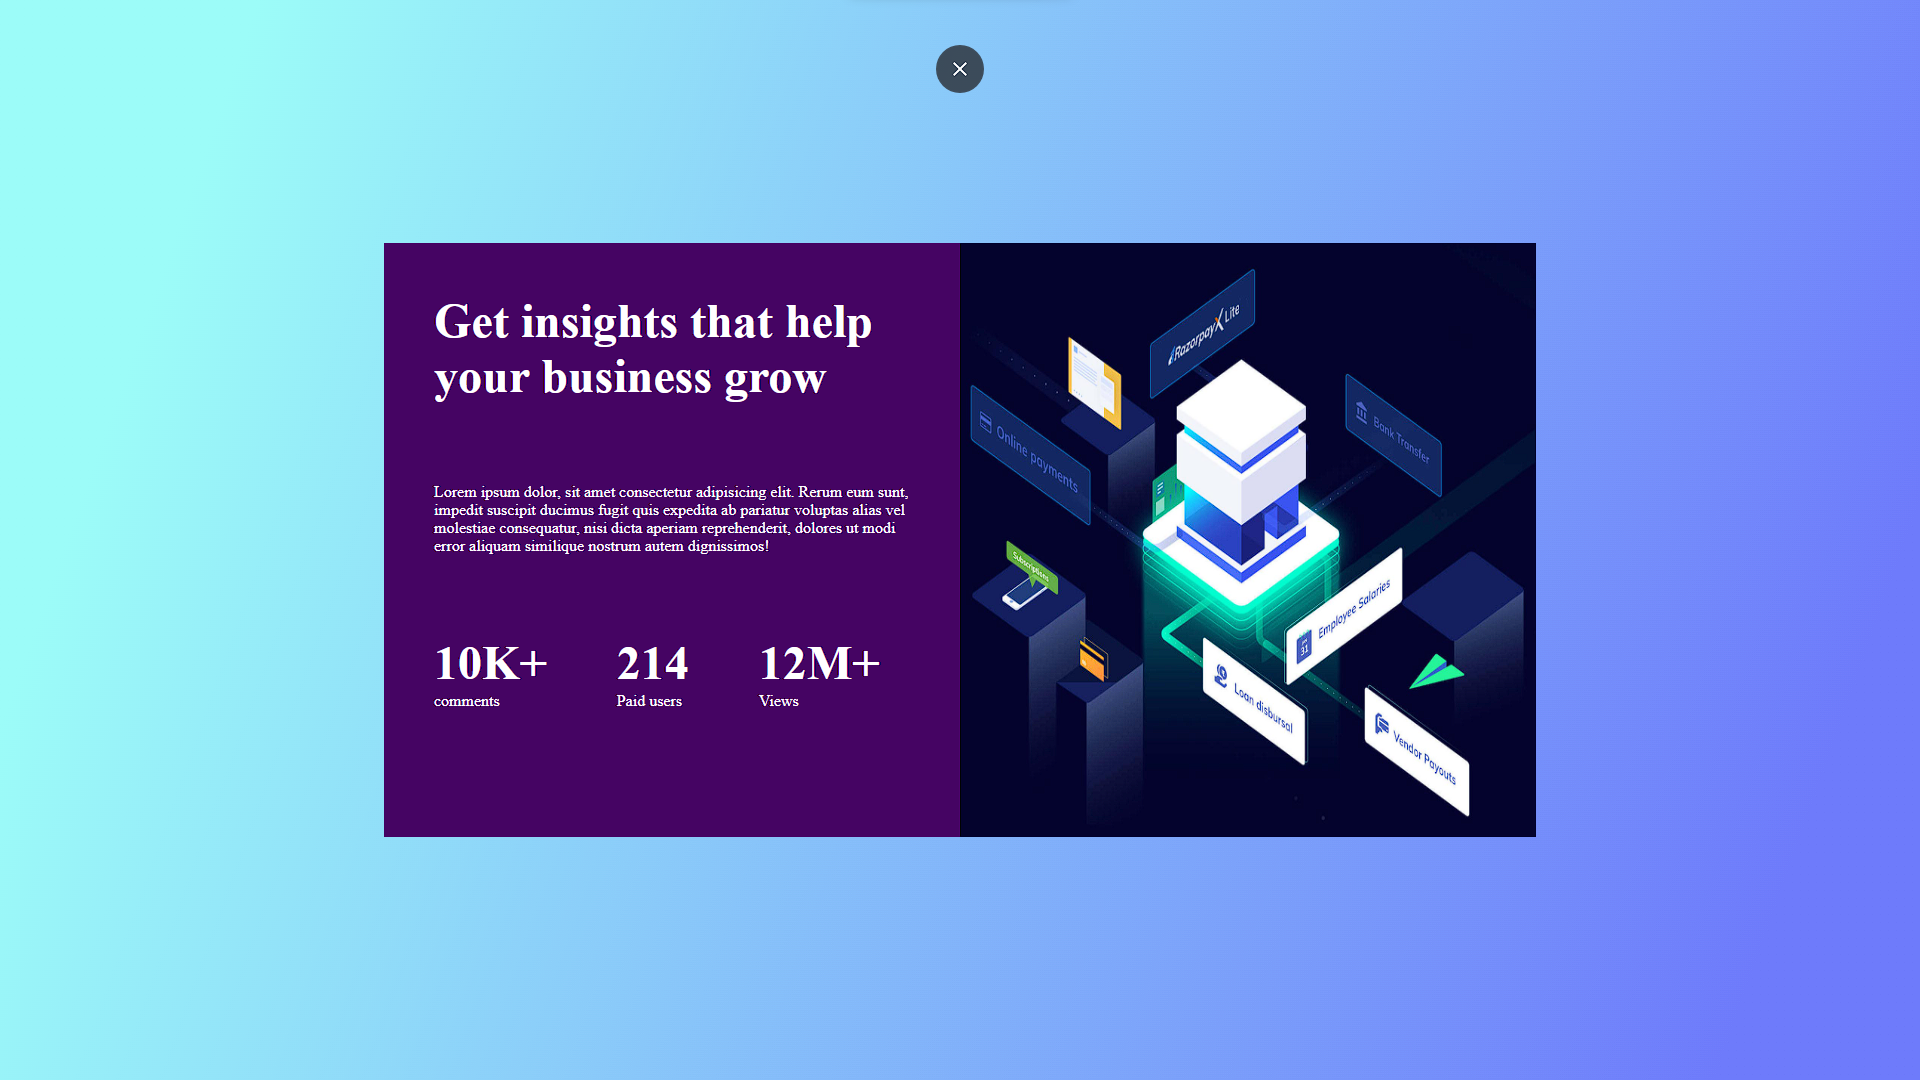 Get insights that help
your business grow
Lorem ipsum dolor, sit amet consectetur adipisicing elit. Rerum eum sunt,
impedit suscipit ducimus fugit quis expedita ab pariatur voluptas alias vel
molestiae consequatur, nisi dicta aperiam reprehenderit, dolores ut modi
error aliquam similique nostrum autem dignissimos!
10K+
comments
214
Paid users
12M+
Views
RazorpayX Lite
Online payments
Bank Transfer
Subscriptions
Employee Salaries
31
Loan disbursal
Vendor Payouts